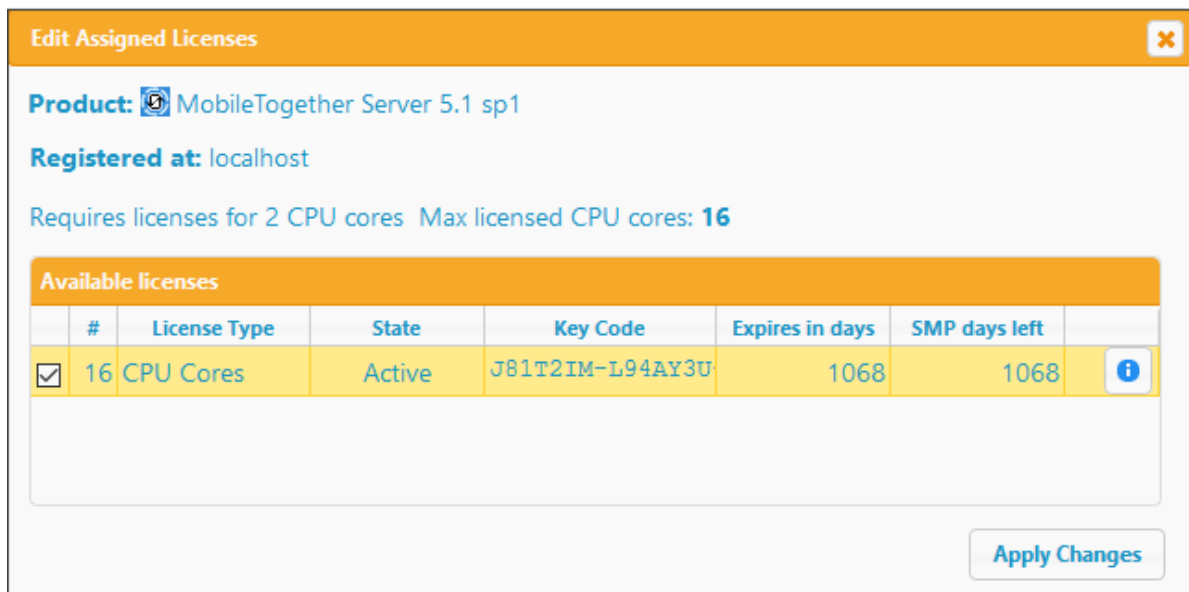 Edit Assigned Licenses
Product: MobileTogether Server 5.1 sp1
Registered at: localhost
Requires licenses for 2 CPU cores Max licensed CPU cores: 16
Available licenses
# License Type State Key Code Expires in days SMP days left
16 CPU Cores Active J81T2IM-L94AY3U- 1068 1068
Apply Changes